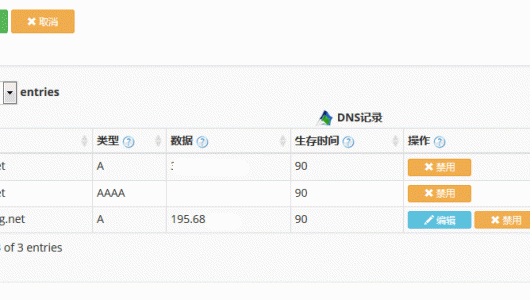 取消
entries
DNS记录
类型 数据 生存时间 操作
et A 90 禁用
et AAAA 90 禁用
g.net A 195.68 90 编辑 禁用
of 3 entries